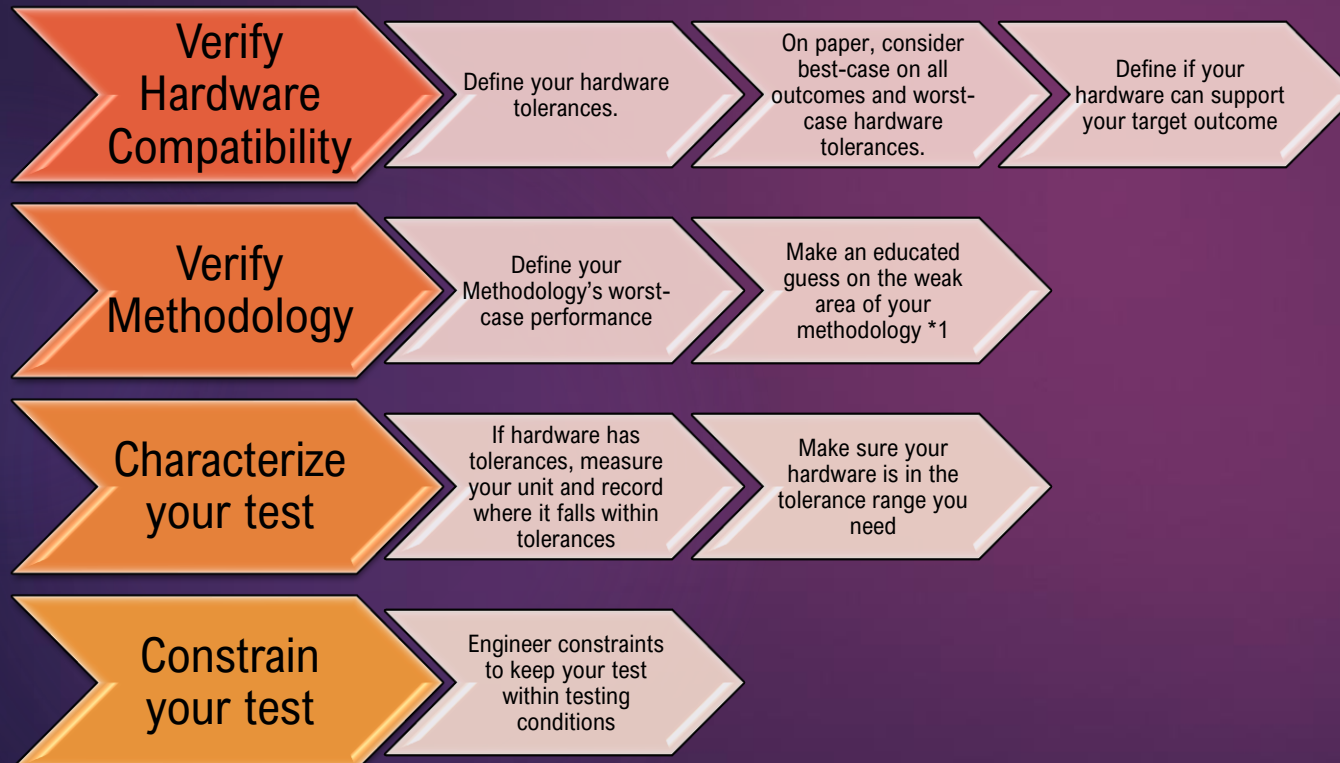 Verify
Hardware
Compatibility
Define your hardware
tolerances.
On paper, consider
best-case on all
outcomes and worst-
case hardware
tolerances.
Define if your
hardware can support
your target outcome
Verify
Methodology
Define your
Methodology's worst-
case performance
Make an educated
guess on the weak
area of your
methodology *1
Characterize
your test
If hardware has
tolerances, measure
your unit and record
where it falls within
tolerances
Make sure your
hardware is in the
tolerance range you
need
Constrain
your test
Engineer constraints
to keep your test
within testing
conditions